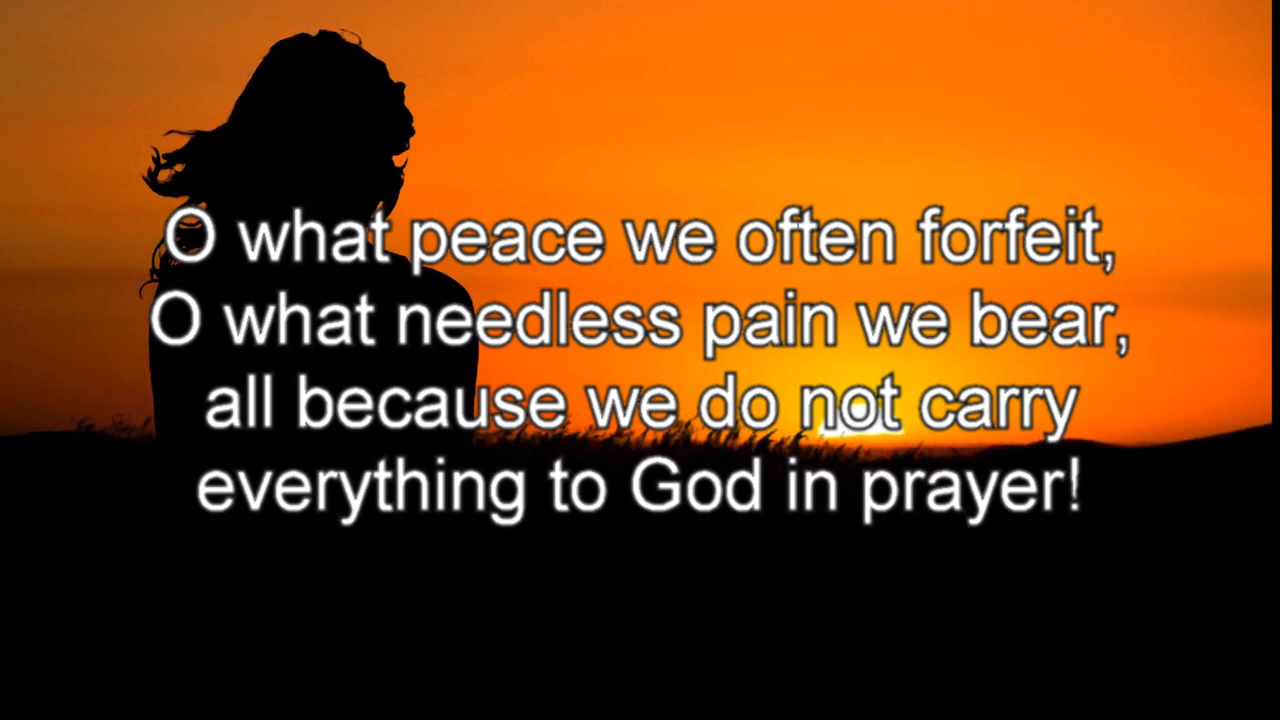 O what peace we often forfeit,
O what needless pain we bear,
all because we do not carry
everything to God in prayer!